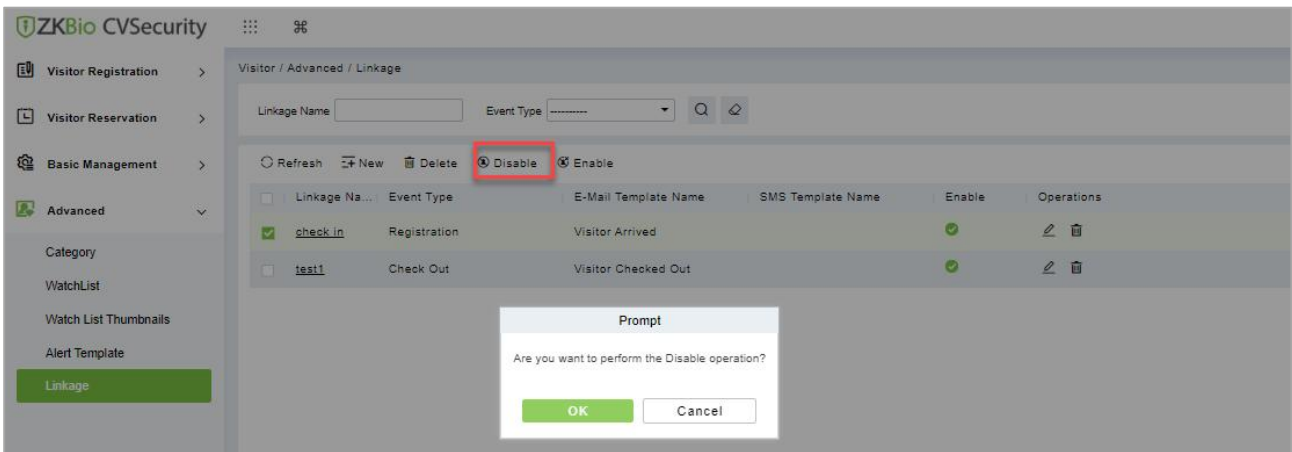 ZKBio CVSecurity
Visitor Registration
Visitor Reservation
Basic Management
Advanced
Category
WatchList
Watch List Thumbnails
Alert Template
Linkage
Visitor / Advanced / Linkage
Linkage Name Event Type ----------
Refresh New Delete Disable Enable
Linkage Na... Event Type E-Mail Template Name SMS Template Name Enable Operations
check in Registration Visitor Arrived
test1 Check Out Visitor Checked Out
Prompt
Are you want to perform the Disable operation?
OK Cancel